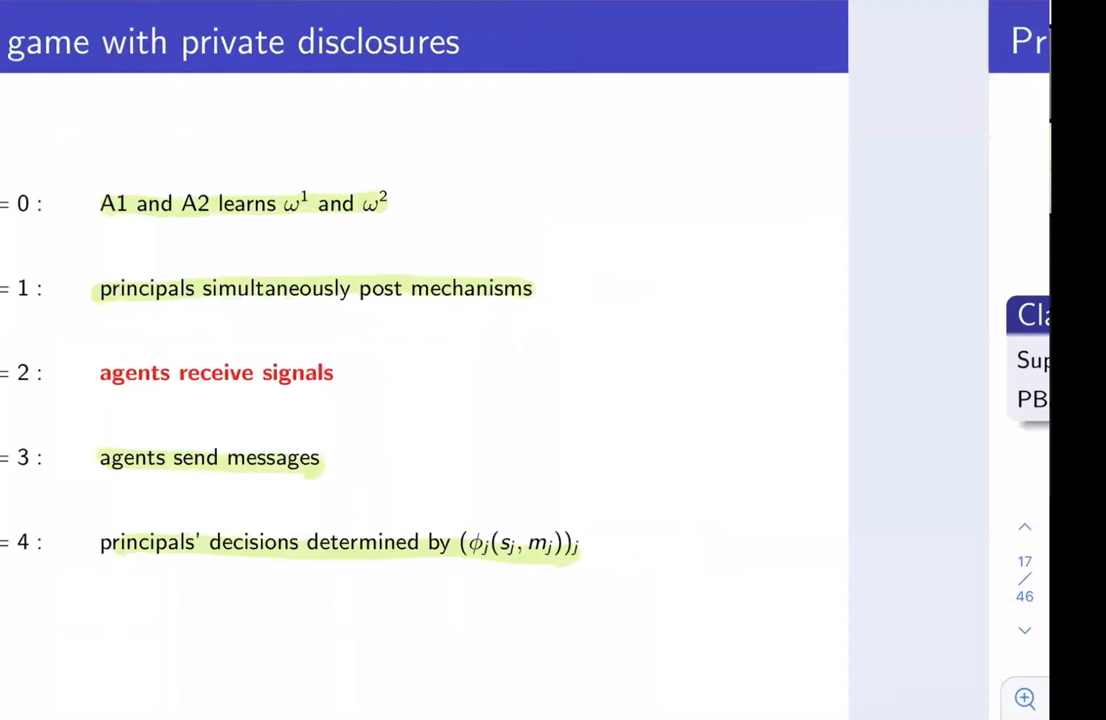 game with private disclosures
Pr
= 0 : A1 and A2 learns ω¹ and ω²
= 1 : principals simultaneously post mechanisms
= 2 : agents receive signals
= 3 : agents send messages
= 4 : principals' decisions determined by (ϕⱼ(sⱼ, mⱼ))ⱼ
Cla
Sup
PB
17
/
46